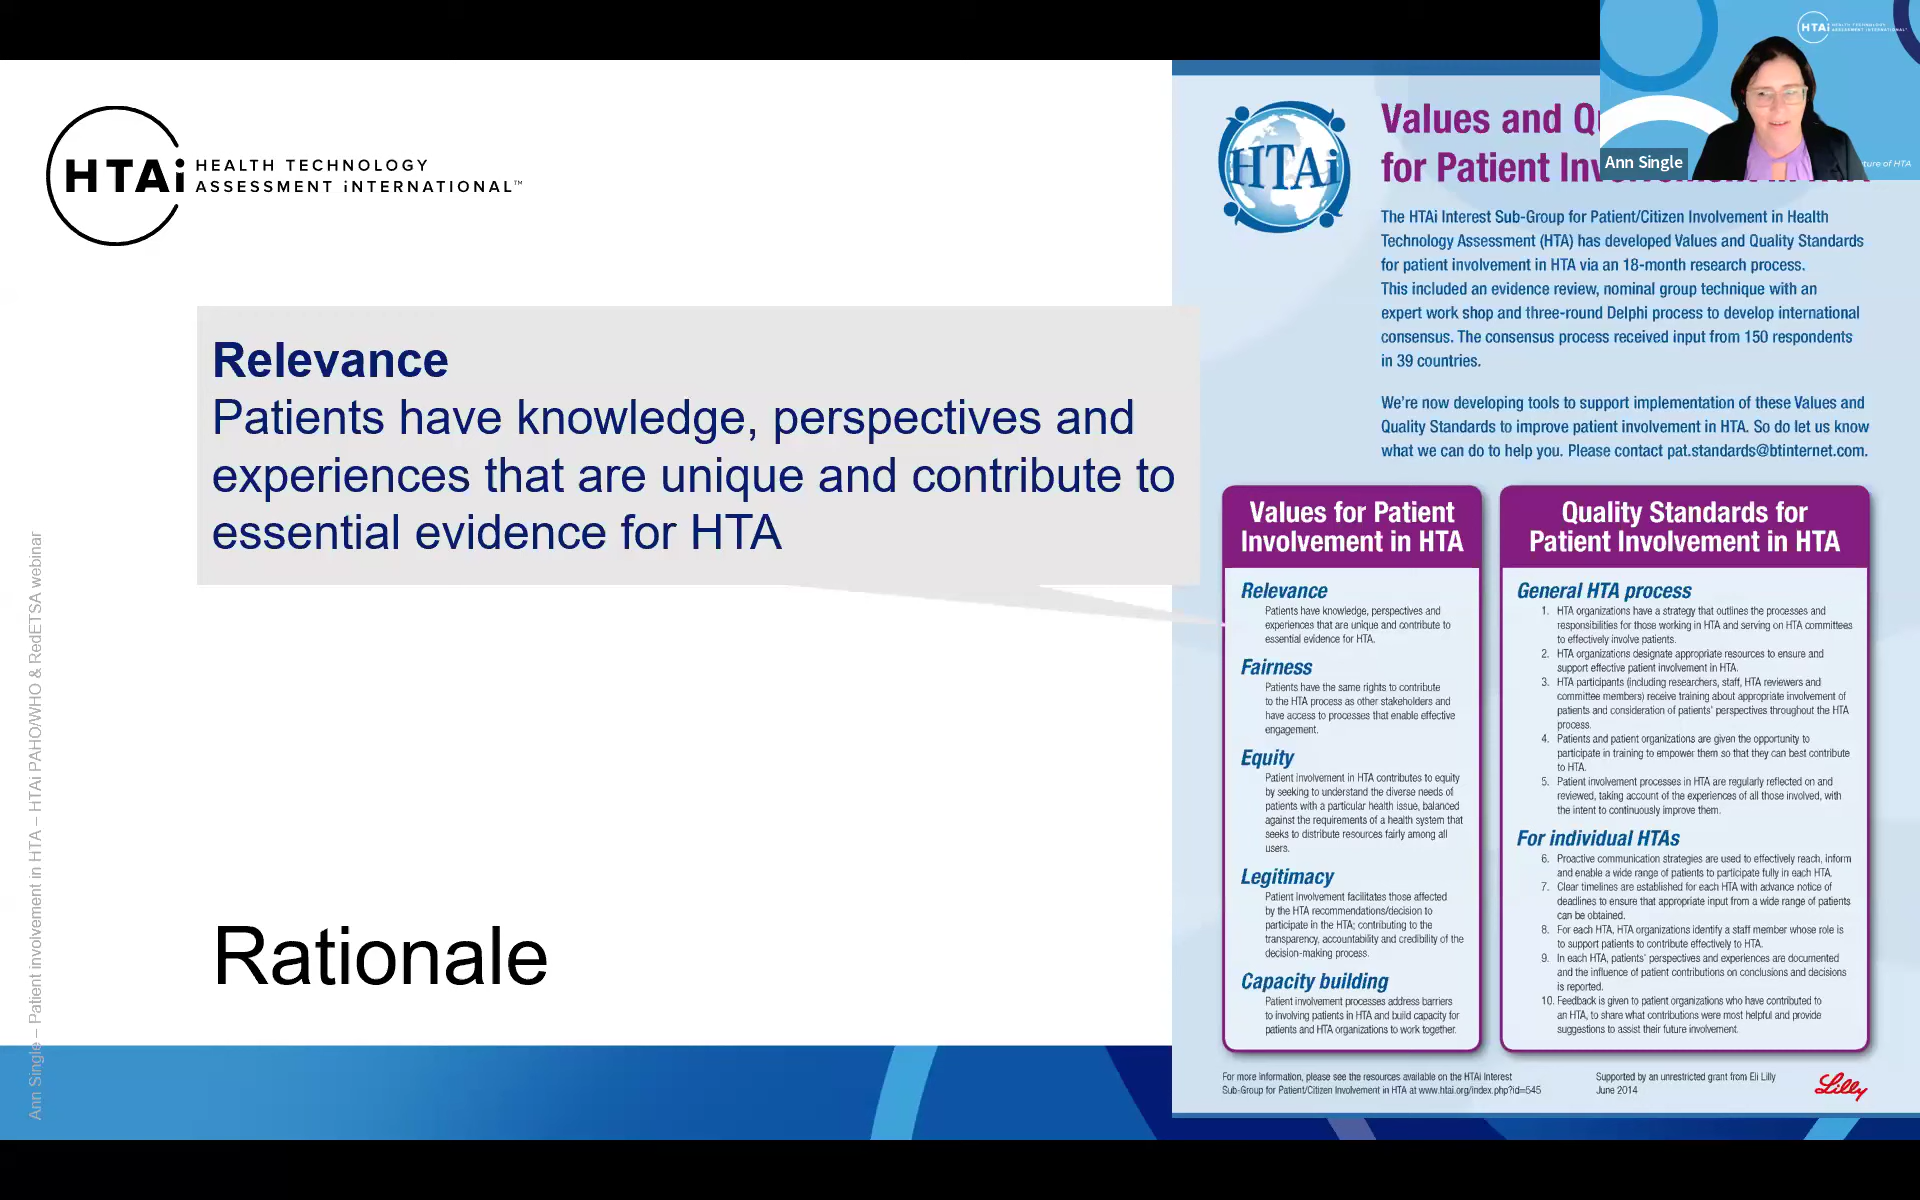 HTAi HEALTH TECHNOLOGY
ASSESSMENT iNTERNATIONAL™
Relevance
Patients have knowledge, perspectives and
experiences that are unique and contribute to
essential evidence for HTA
Rationale
Ann Single – Patient involvement in HTA – HTAi PAHO/WHO & RedETSA webinar
HTAi
Values and
for Patient
The HTAi Interest Sub-Group for Patient/Citizen Involvement in Health
Technology Assessment (HTA) has developed Values and Quality Standards
for patient involvement in HTA via an 18-month research process.
This included an evidence review, nominal group technique with an
expert work shop and three-round Delphi process to develop international
consensus. The consensus process received input from 150 respondents
in 39 countries.
We're now developing tools to support implementation of these Values and
Quality Standards to improve patient involvement in HTA. So do let us know
what we can do to help you. Please contact pat.standards@btinternet.com.
Values for Patient
Involvement in HTA
Relevance
Patients have knowledge, perspectives and
experiences that are unique and contribute to
essential evidence for HTA.
Fairness
Patients have the same rights to contribute
to the HTA process as other stakeholders and
have access to processes that enable effective
engagement.
Equity
Patient involvement in HTA contributes to equity
by seeking to understand the diverse needs of
patients with a particular health issue, balanced
against the requirements of a health system that
seeks to distribute resources fairly among all
users.
Legitimacy
Patient involvement facilitates those affected
by the HTA recommendations/decision to
participate in the HTA; contributing to the
transparency, accountability and credibility of the
decision-making process.
Capacity building
Patient involvement processes address barriers
to involving patients in HTA and build capacity for
patients and HTA organizations to work together.
Quality Standards for
Patient Involvement in HTA
General HTA process
1. HTA organizations have a strategy that outlines the processes and
responsibilities for those working in HTA and serving on HTA committees
to effectively involve patients.
2. HTA organizations designate appropriate resources to ensure and
support effective patient involvement in HTA.
3. HTA participants (including researchers, staff, HTA reviewers and
committee members) receive training about appropriate involvement of
patients and consideration of patients' perspectives throughout the HTA
process.
4. Patients and patient organizations are given the opportunity to
participate in training to empower them so that they can best contribute
to HTA.
5. Patient involvement processes in HTA are regularly reflected on and
reviewed, taking account of the experiences of all those involved, with
the intent to continuously improve them.
For individual HTAs
6. Proactive communication strategies are used to effectively reach, inform
and enable a wide range of patients to participate fully in each HTA.
7. Clear timelines are established for each HTA with advance notice of
deadlines to ensure that appropriate input from a wide range of patients
can be obtained.
8. For each HTA, HTA organizations identify a staff member whose role is
to support patients to contribute effectively to HTA.
9. In each HTA, patients' perspectives and experiences are documented
and the influence of patient contributions on conclusions and decisions
is reported.
10. Feedback is given to patient organizations who have contributed to
an HTA, to share what contributions were most helpful and provide
suggestions to assist their future involvement.
For more information, please see the resources available on the HTAi Interest
Sub-Group for Patient/Citizen Involvement in HTA at www.htai.org/index.php?id=545
Supported by an unrestricted grant from Eli Lilly
June 2014
Lilly
HTAi HEALTH TECHNOLOGY
ASSESSMENT INTERNATIONAL
Ann Single
of HTA